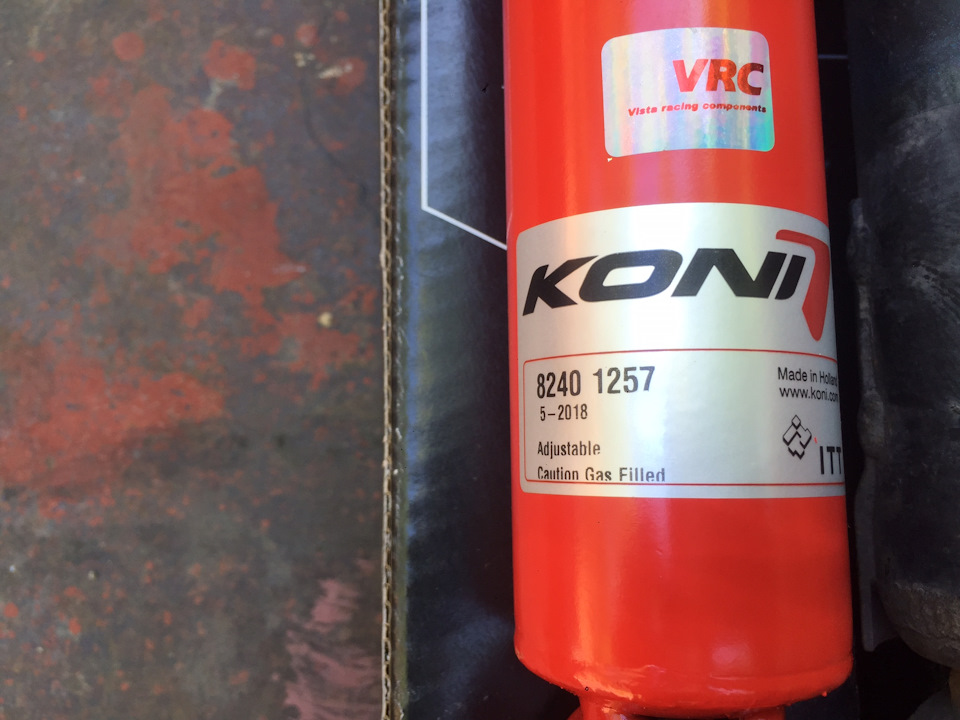 VRC
Vista racing components
KONI
8240 1257
5-2018
Made in Holland
www.koni.com
Adjustable
Caution Gas Filled
ITT